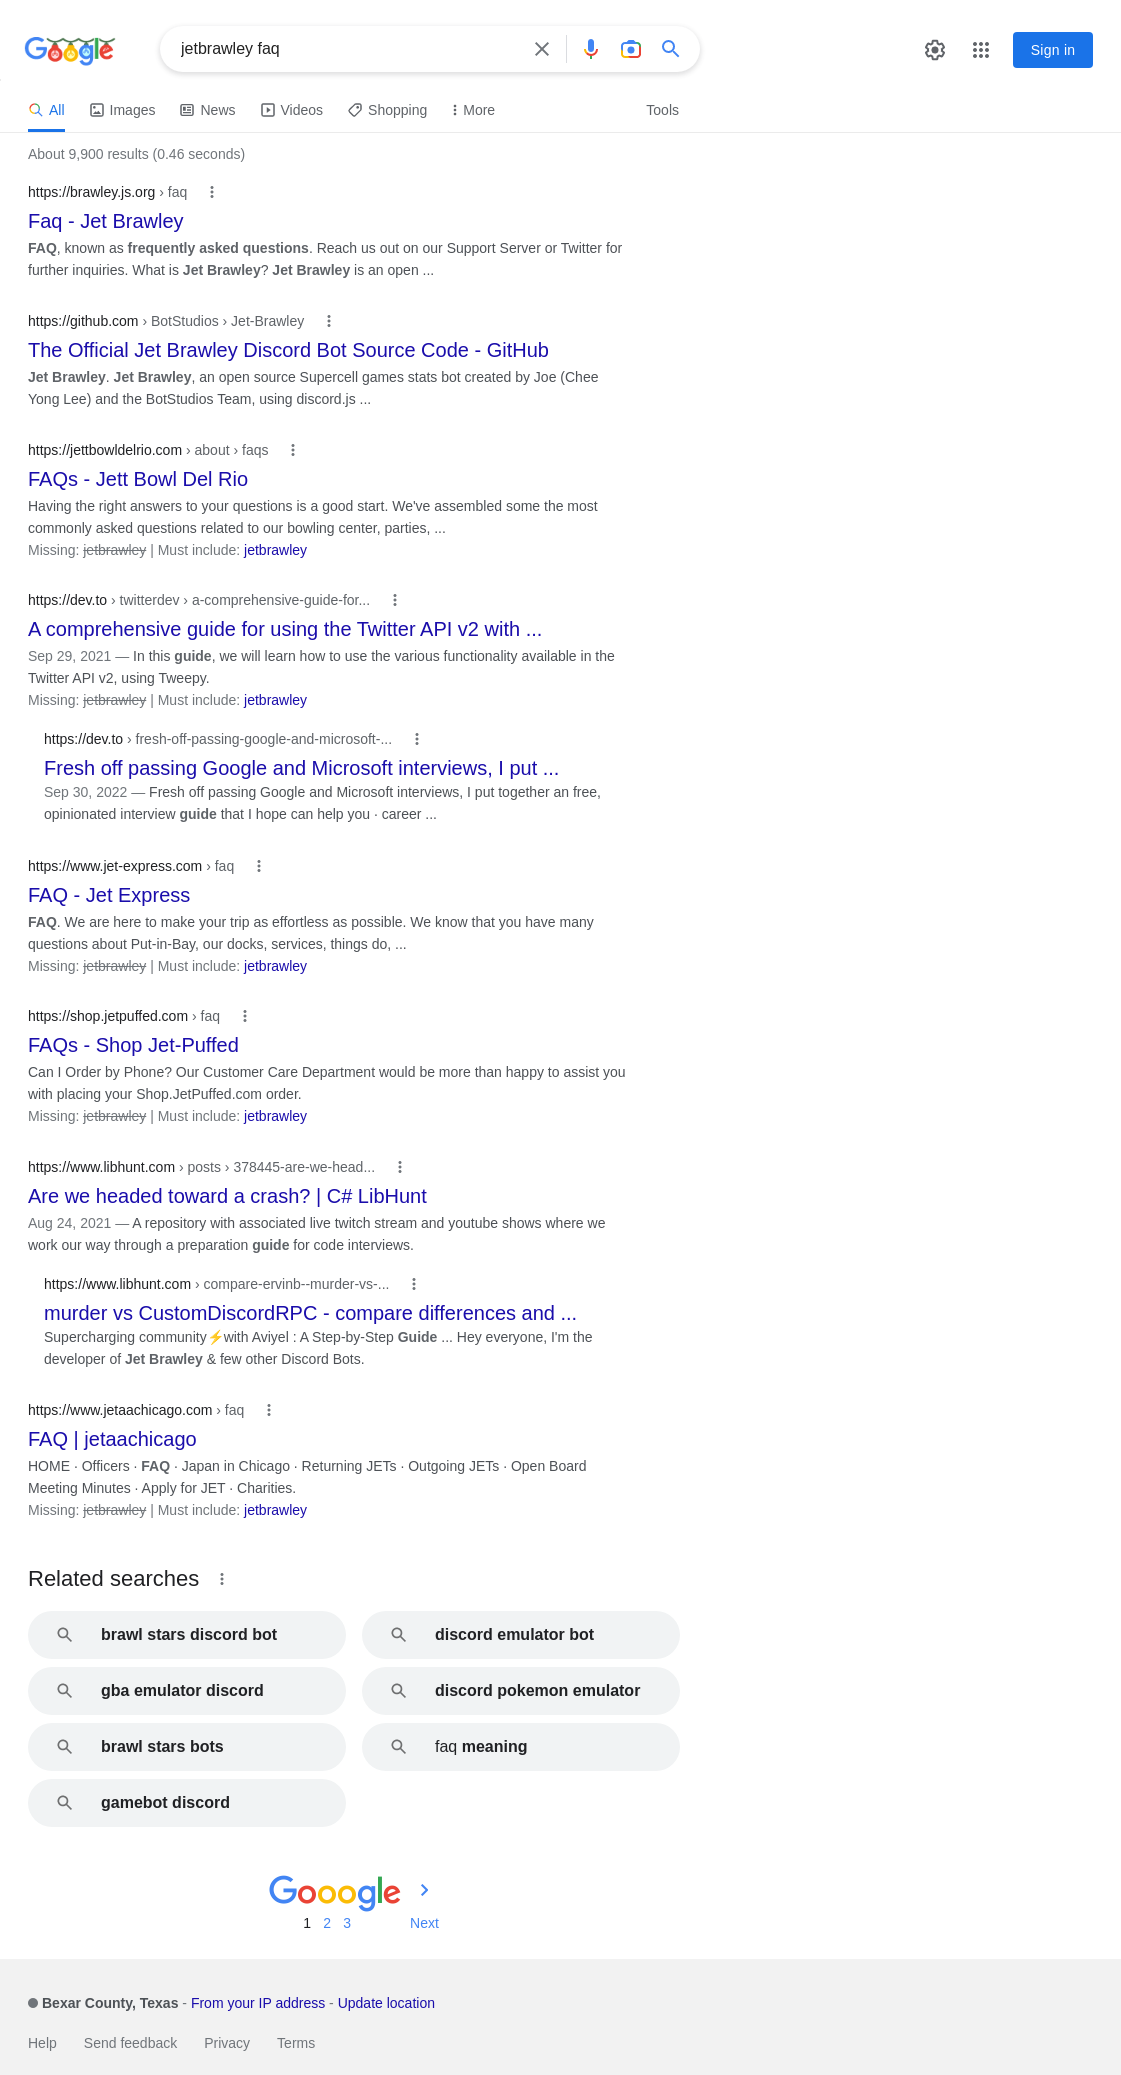 Google
jetbrawley faq
Sign in
All Images News Videos Shopping More Tools
About 9,900 results (0.46 seconds)
https://brawley.js.org › faq
Faq - Jet Brawley
FAQ, known as frequently asked questions. Reach us out on our Support Server or Twitter for
further inquiries. What is Jet Brawley? Jet Brawley is an open ...
https://github.com › BotStudios › Jet-Brawley
The Official Jet Brawley Discord Bot Source Code - GitHub
Jet Brawley. Jet Brawley, an open source Supercell games stats bot created by Joe (Chee
Yong Lee) and the BotStudios Team, using discord.js ...
https://jettbowldelrio.com › about › faqs
FAQs - Jett Bowl Del Rio
Having the right answers to your questions is a good start. We've assembled some the most
commonly asked questions related to our bowling center, parties, ...
Missing: jetbrawley | Must include: jetbrawley
https://dev.to › twitterdev › a-comprehensive-guide-for...
A comprehensive guide for using the Twitter API v2 with ...
Sep 29, 2021 — In this guide, we will learn how to use the various functionality available in the
Twitter API v2, using Tweepy.
Missing: jetbrawley | Must include: jetbrawley
https://dev.to › fresh-off-passing-google-and-microsoft-...
Fresh off passing Google and Microsoft interviews, I put ...
Sep 30, 2022 — Fresh off passing Google and Microsoft interviews, I put together an free,
opinionated interview guide that I hope can help you · career ...
https://www.jet-express.com › faq
FAQ - Jet Express
FAQ. We are here to make your trip as effortless as possible. We know that you have many
questions about Put-in-Bay, our docks, services, things do, ...
Missing: jetbrawley | Must include: jetbrawley
https://shop.jetpuffed.com › faq
FAQs - Shop Jet-Puffed
Can I Order by Phone? Our Customer Care Department would be more than happy to assist you
with placing your Shop.JetPuffed.com order.
Missing: jetbrawley | Must include: jetbrawley
https://www.libhunt.com › posts › 378445-are-we-head...
Are we headed toward a crash? | C# LibHunt
Aug 24, 2021 — A repository with associated live twitch stream and youtube shows where we
work our way through a preparation guide for code interviews.
https://www.libhunt.com › compare-ervinb--murder-vs-...
murder vs CustomDiscordRPC - compare differences and ...
Supercharging community⚡with Aviyel : A Step-by-Step Guide ... Hey everyone, I'm the
developer of Jet Brawley & few other Discord Bots.
https://www.jetaachicago.com › faq
FAQ | jetaachicago
HOME · Officers · FAQ · Japan in Chicago · Returning JETs · Outgoing JETs · Open Board
Meeting Minutes · Apply for JET · Charities.
Missing: jetbrawley | Must include: jetbrawley
Related searches
brawl stars discord bot discord emulator bot
gba emulator discord discord pokemon emulator
brawl stars bots faq meaning
gamebot discord
Gooogle
1 2 3 Next
Bexar County, Texas - From your IP address - Update location
Help Send feedback Privacy Terms